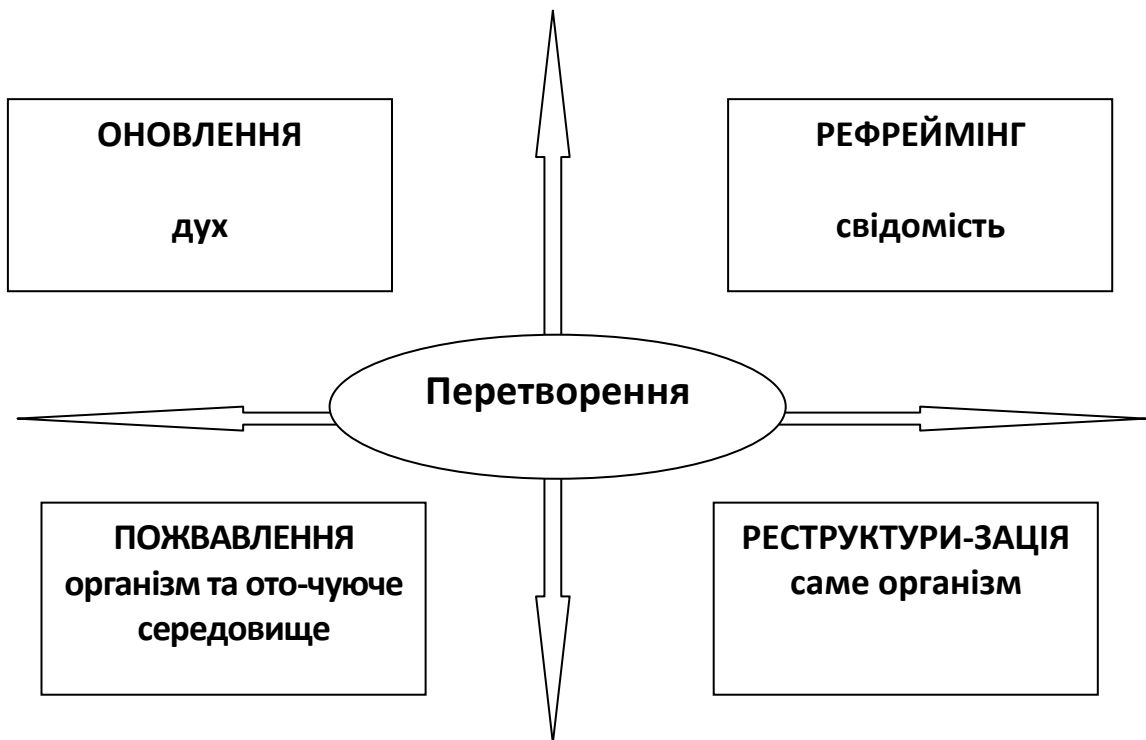 ОНОВЛЕННЯ
дух
РЕФРЕЙМІНГ
свідомість
Перетворення
ПОЖВАВЛЕННЯ
організм та ото-чуюче
середовище
РЕСТРУКТУРИ-ЗАЦІЯ
саме організм